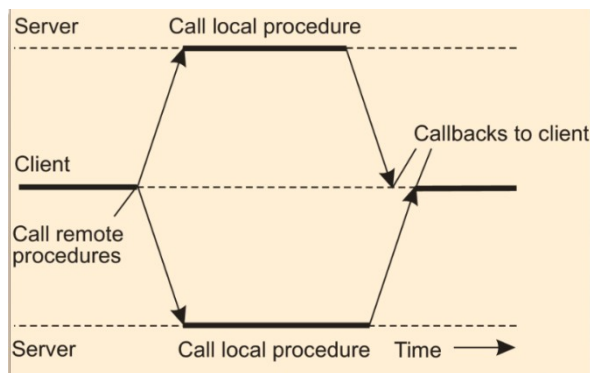 Server
Call local procedure
Callbacks to client
Client
Call remote
procedures
Server
Call local procedure
Time